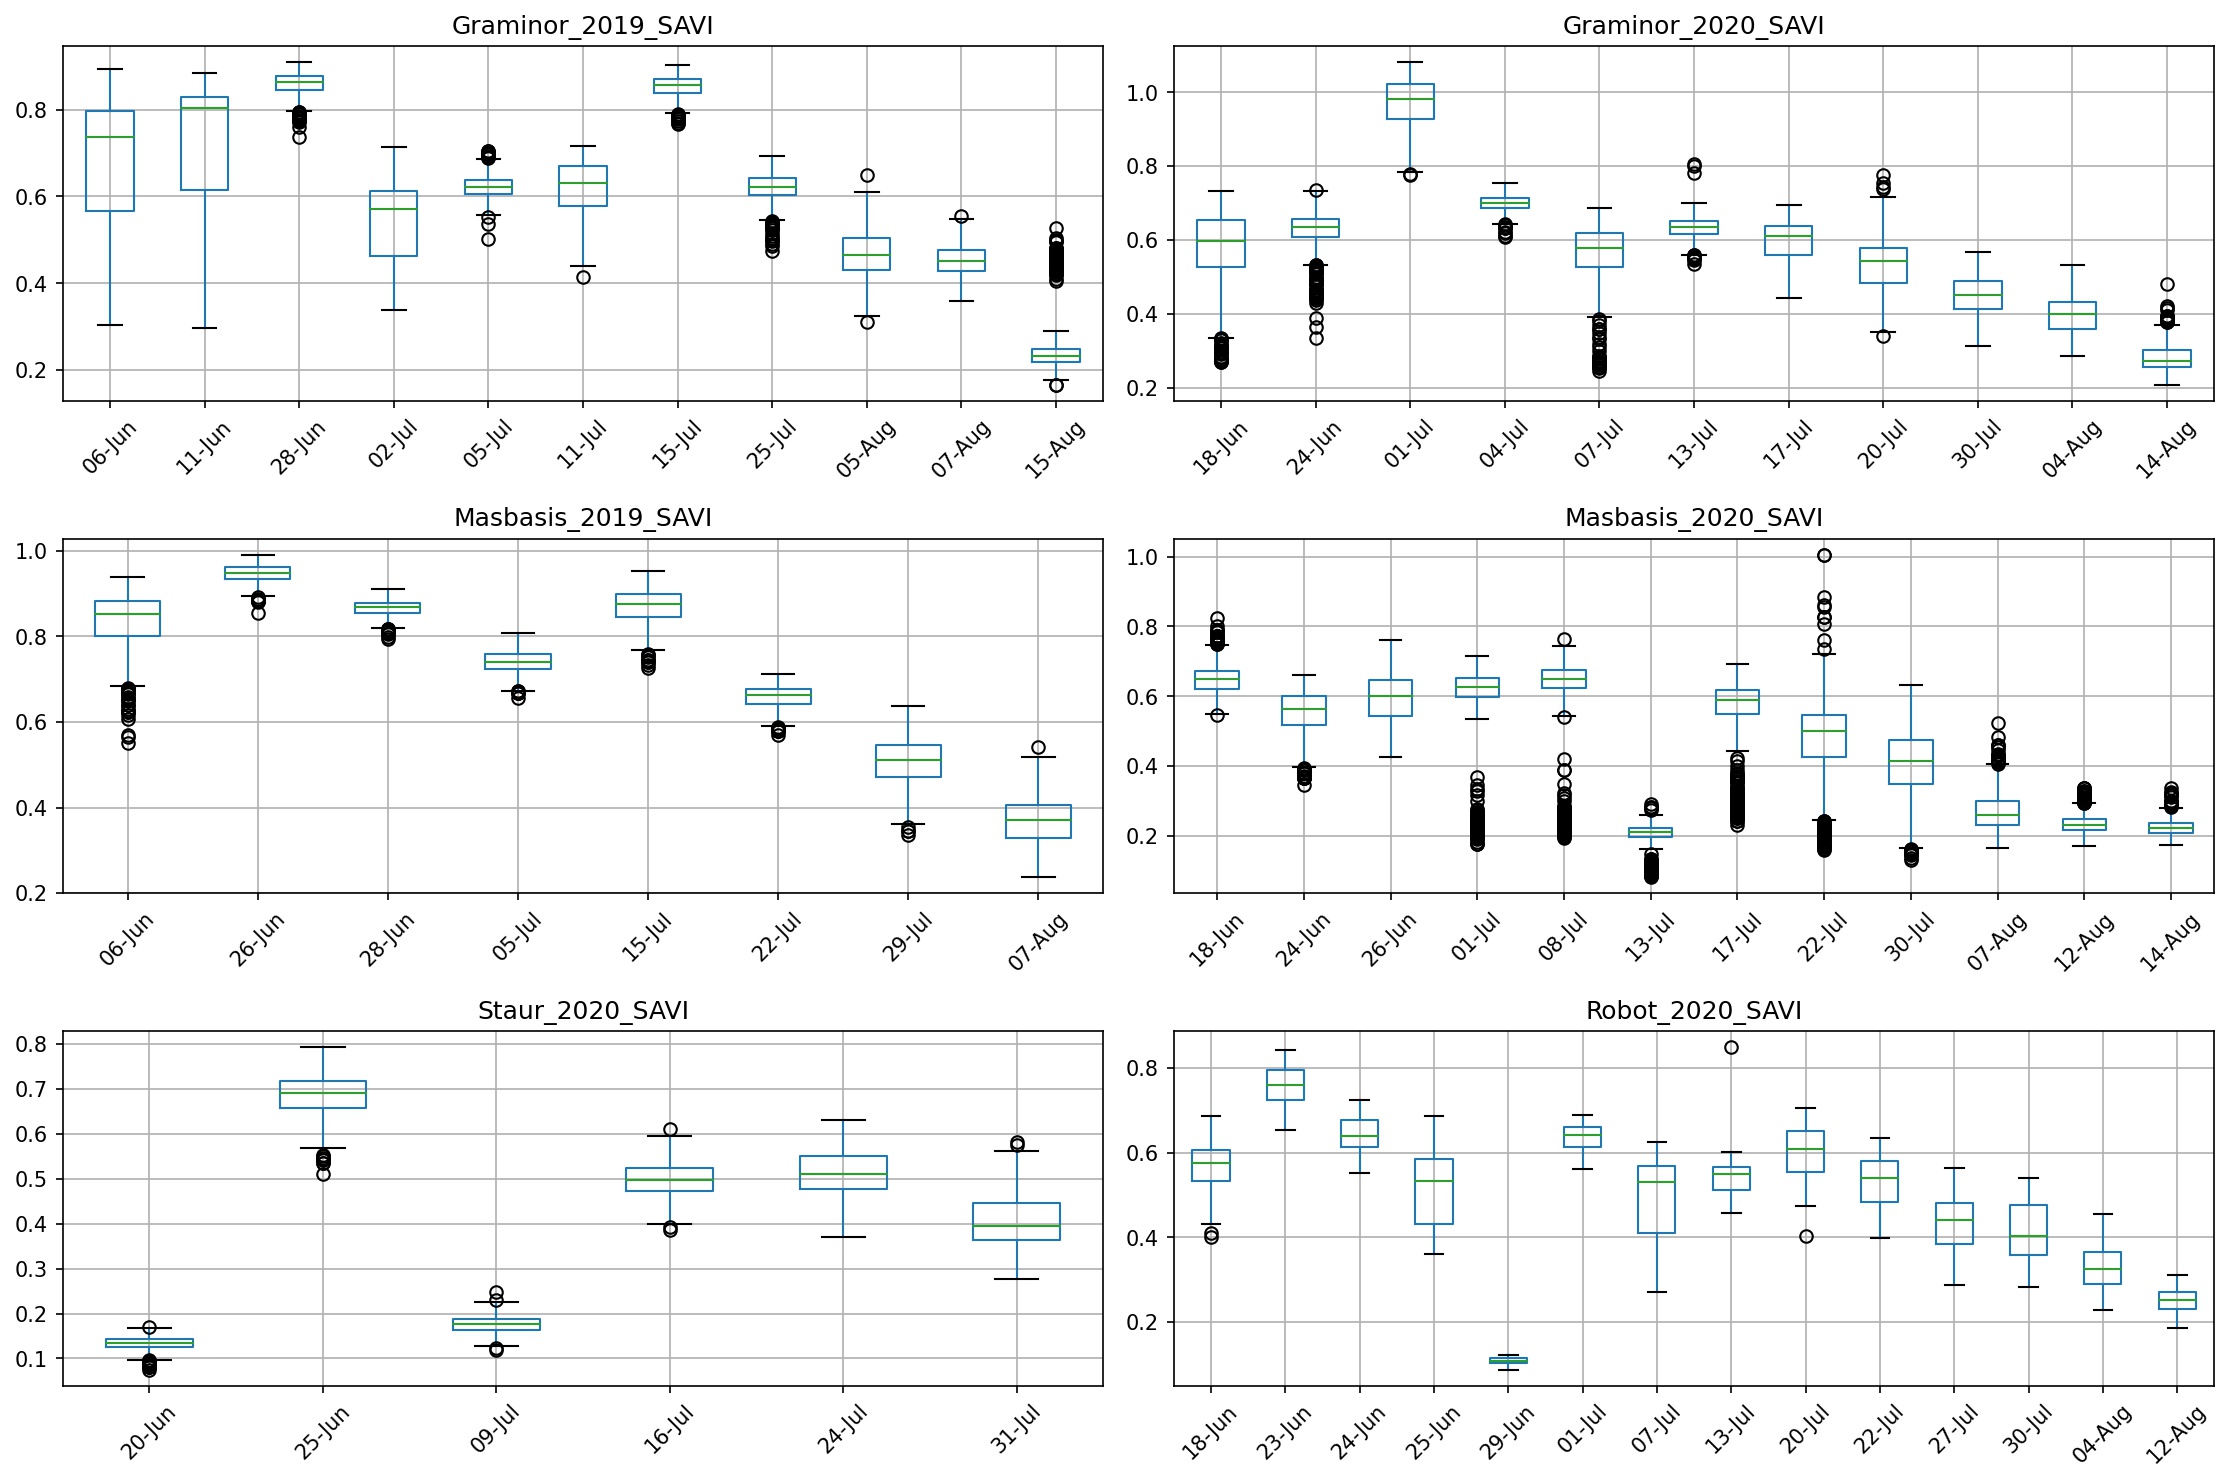 Graminor_2019_SAVI
0.8
0.6
0.4
0.2
06-Jun 11-Jun 28-Jun 02-Jul 05-Jul 11-Jul 15-Jul 25-Jul 05-Aug 07-Aug 15-Aug
Graminor_2020_SAVI
1.0
0.8
0.6
0.4
0.2
18-Jun 24-Jun 01-Jul 04-Jul 07-Jul 13-Jul 17-Jul 20-Jul 30-Jul 04-Aug 14-Aug
Masbasis_2019_SAVI
1.0
0.8
0.6
0.4
0.2
06-Jun 26-Jun 28-Jun 05-Jul 15-Jul 22-Jul 29-Jul 07-Aug
Masbasis_2020_SAVI
1.0
0.8
0.6
0.4
0.2
18-Jun 24-Jun 26-Jun 01-Jul 08-Jul 13-Jul 17-Jul 22-Jul 30-Jul 07-Aug 12-Aug 14-Aug
Staur_2020_SAVI
0.8
0.7
0.6
0.5
0.4
0.3
0.2
0.1
20-Jun 25-Jun 09-Jul 16-Jul 24-Jul 31-Jul
Robot_2020_SAVI
0.8
0.6
0.4
0.2
18-Jun 23-Jun 24-Jun 25-Jun 29-Jun 01-Jul 07-Jul 13-Jul 20-Jul 22-Jul 27-Jul 30-Jul 04-Aug 12-Aug